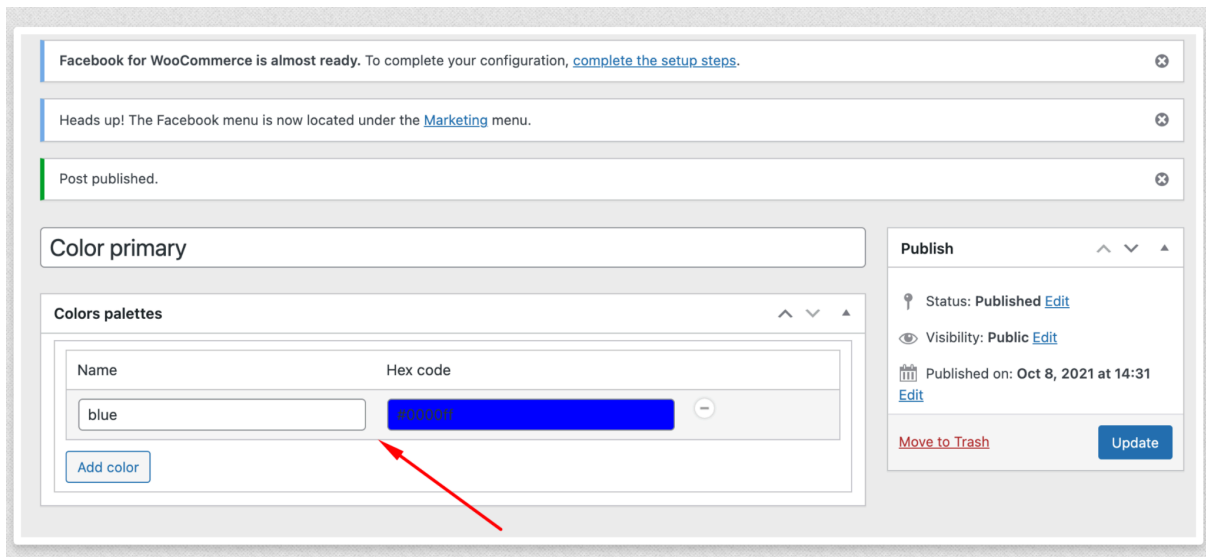 Facebook for WooCommerce is almost ready. To complete your configuration, complete the setup steps.
Heads up! The Facebook menu is now located under the Marketing menu.
Post published.
Color primary
Colors palettes
Name Hex code
blue #0000ff
Add color
Publish
Status: Published Edit
Visibility: Public Edit
Published on: Oct 8, 2021 at 14:31
Edit
Move to Trash Update